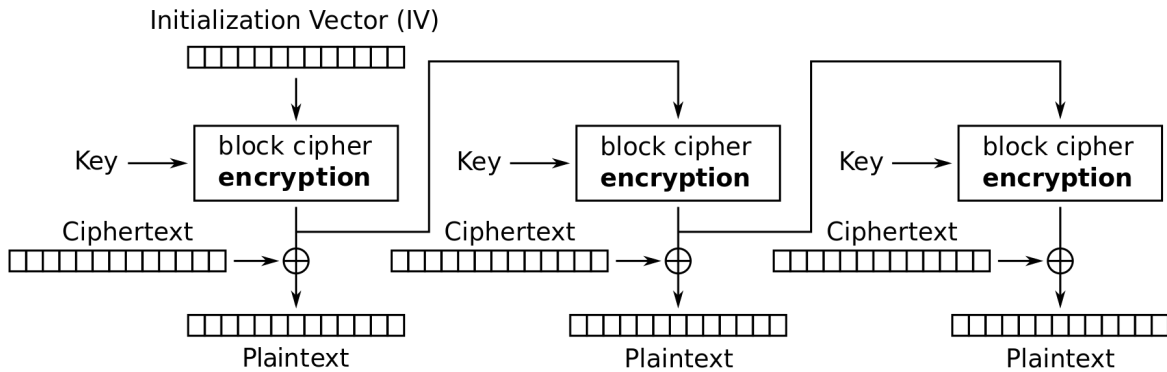 Initialization Vector (IV)
Key
block cipher
encryption
Key
block cipher
encryption
Key
block cipher
encryption
Ciphertext
Ciphertext
Ciphertext
Plaintext
Plaintext
Plaintext